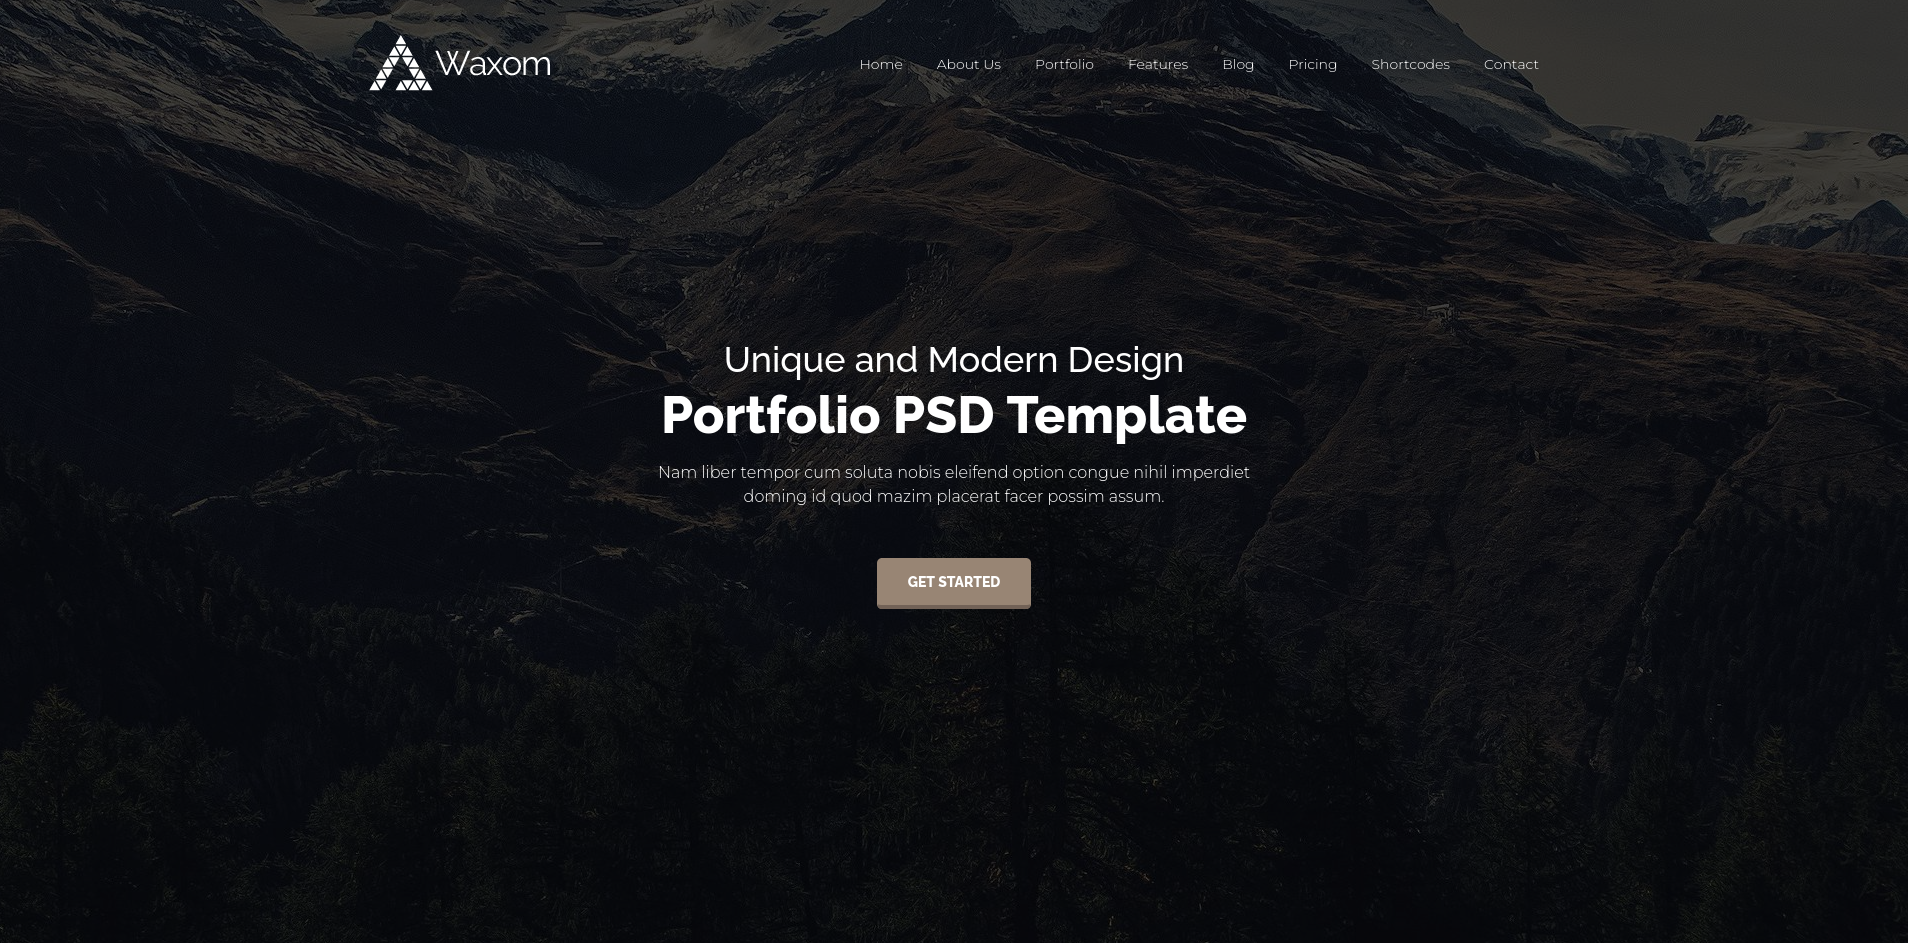 Waxom
Home About Us Portfolio Features Blog Pricing Shortcodes Contact
Unique and Modern Design
Portfolio PSD Template
Nam liber tempor cum soluta nobis eleifend option congue nihil imperdiet
doming id quod mazim placerat facer possim assum.
GET STARTED